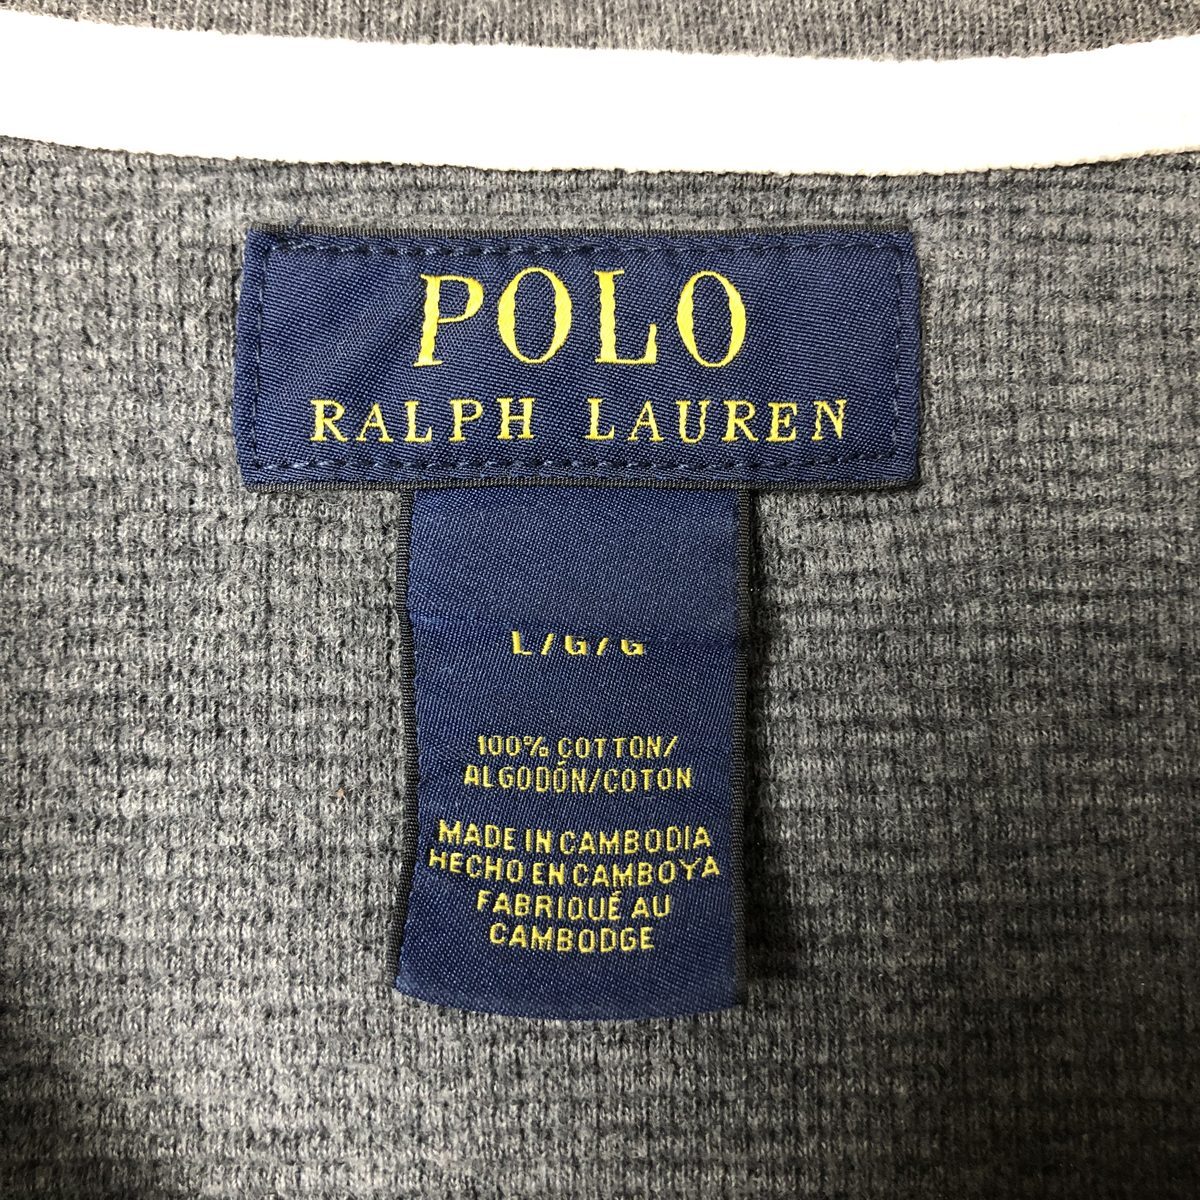 POLO
RALPH LAUREN
L/G/G
100% COTTON/
ALGODÓN/COTON
MADE IN CAMBODIA
HECHO EN CAMBOYA
FABRIQUÉ AU
CAMBODGE